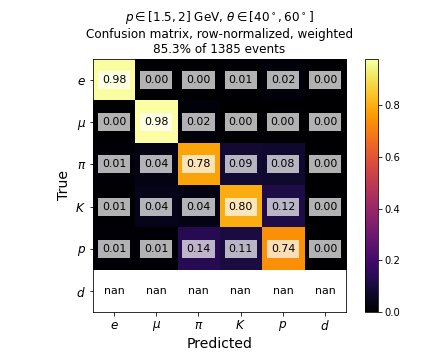 p ∈ [1.5, 2] GeV, θ ∈ [40°, 60°]
Confusion matrix, row-normalized, weighted
85.3% of 1385 events
e 0.98 0.00 0.00 0.01 0.02 0.00
μ 0.00 0.98 0.02 0.00 0.00 0.00
π 0.01 0.04 0.78 0.09 0.08 0.00
K 0.01 0.04 0.04 0.80 0.12 0.00
p 0.01 0.01 0.14 0.11 0.74 0.00
d nan nan nan nan nan nan
e μ π K p d
True
Predicted
0.8
0.6
0.4
0.2
0.0